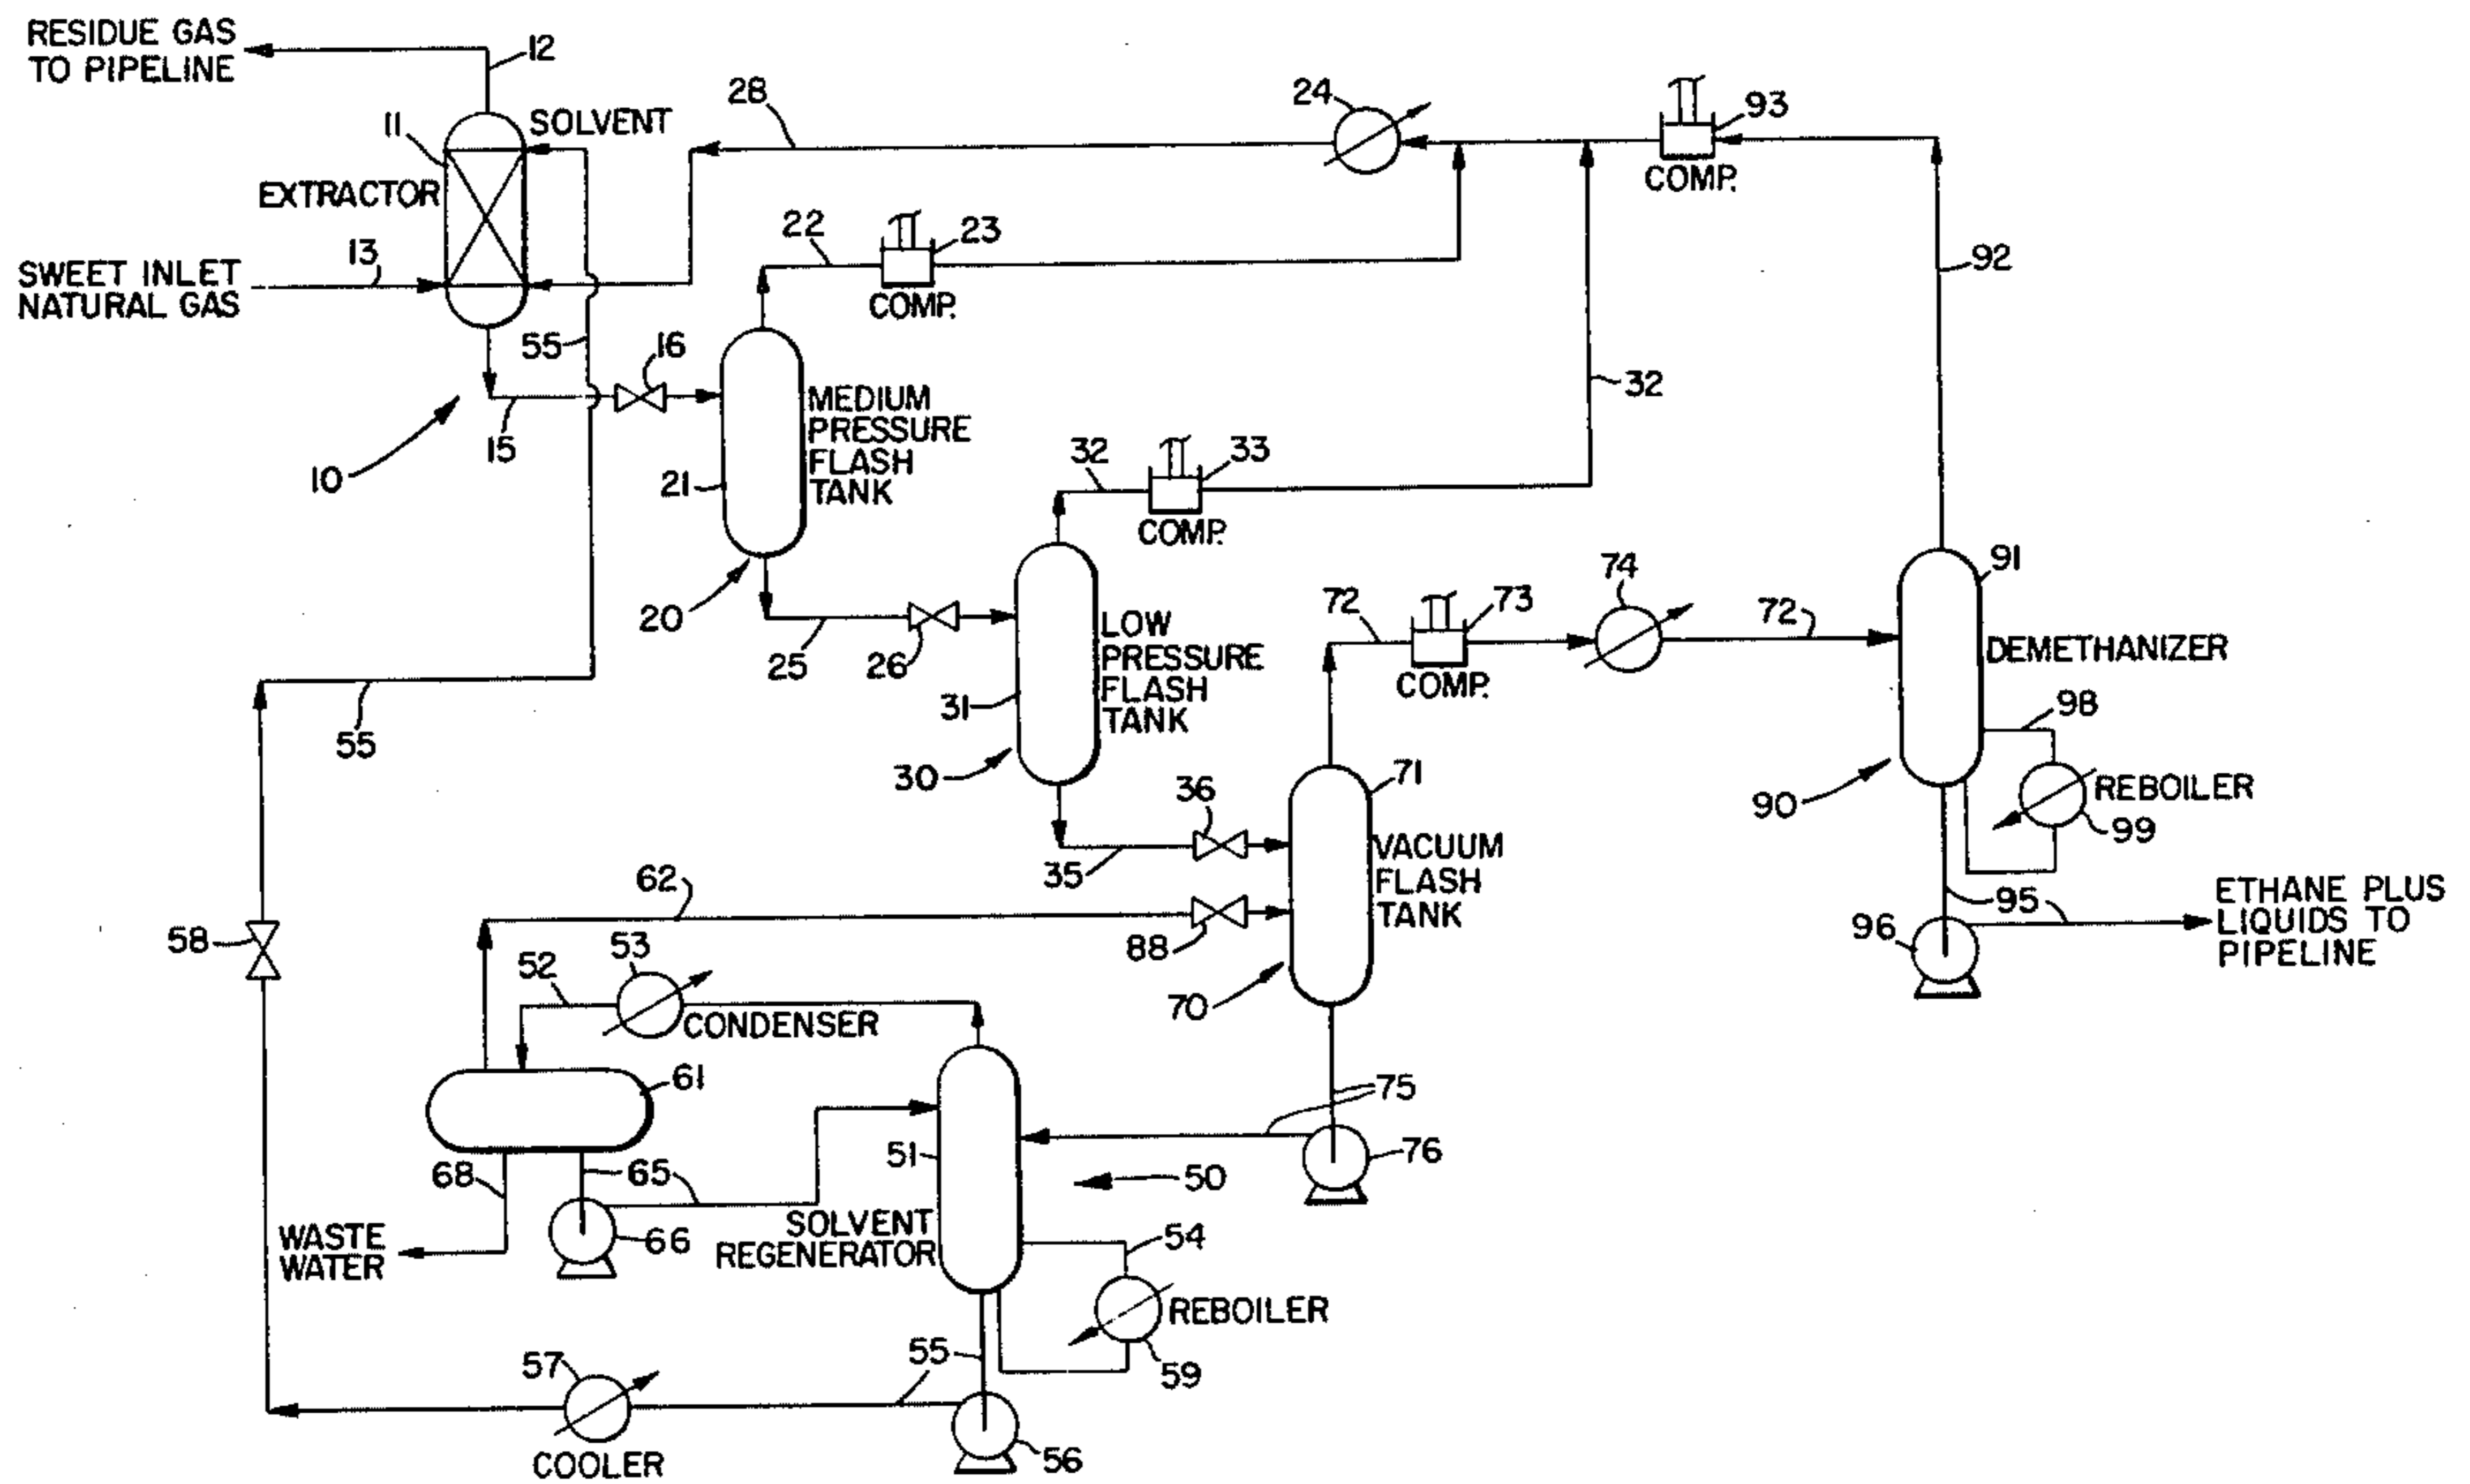 RESIDUE GAS
TO PIPELINE
12
11
SOLVENT
EXTRACTOR
13
SWEET INLET
NATURAL GAS
55
16
15
10
28
24
93
COMP.
22
23
COMP.
92
32
MEDIUM
PRESSURE
FLASH
TANK
21
20
32
33
COMP.
25
26
LOW
PRESSURE
FLASH
TANK
31
30
72
73
COMP.
74
72
91
DEMETHANIZER
98
REBOILER
99
90
95
96
ETHANE PLUS
LIQUIDS TO
PIPELINE
55
58
36
35
71
VACUUM
FLASH
TANK
62
88
70
52
53
CONDENSER
61
75
76
68
65
51
50
WASTE
WATER
66
SOLVENT
REGENERATOR
54
REBOILER
59
57
COOLER
55
56